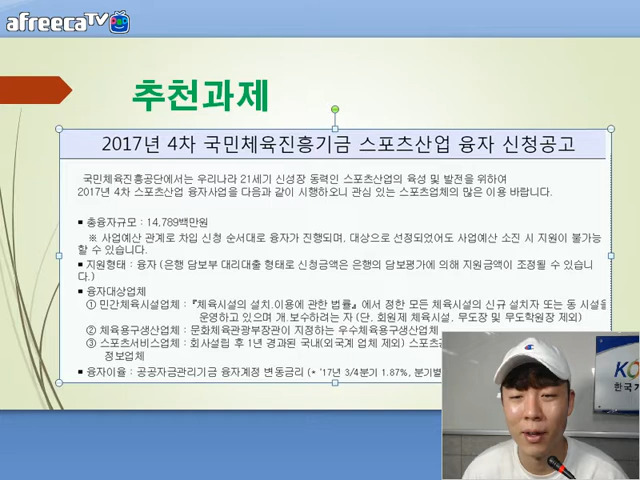 afreecaTV
추천과제
2017년 4차 국민체육진흥기금 스포츠산업 융자 신청공고
국민체육진흥공단에서는 우리나라 21세기 신성장 동력인 스포츠산업의 육성 및 발전을 위하여
2017년 4차 스포츠산업 융자사업을 다음과 같이 시행하오니 관심 있는 스포츠업체의 많은 이용 바랍니다.
■ 총융자규모 : 14,789백만원
※ 사업예산 관계로 차입 신청 순서대로 융자가 진행되며, 대상으로 선정되었어도 사업예산 소진 시 지원이 불가능
할 수 있습니다.
■ 지원형태 : 융자 (은행 담보부 대리대출 형태로 신청금액은 은행의 담보평가에 의해 지원금액이 조정될 수 있습니
다.)
■ 융자대상업체
① 민간체육시설업체 : 『체육시설의 설치.이용에 관한 법률』에서 정한 모든 체육시설의 신규 설치자 또는 동 시설을
운영하고 있으며 개.보수하려는 자 (단, 회원제 체육시설, 무도장 및 무도학원장 제외)
② 체육용구생산업체 : 문화체육관광부장관이 지정하는 우수체육용구생산업체
③ 스포츠서비스업체 : 회사설립 후 1년 경과된 국내(외국계 업체 제외) 스포츠
정보업체
■ 융자이율 : 공공자금관리기금 융자계정 변동금리 (* '17년 3/4분기 1.87%, 분기별
KO
한국기